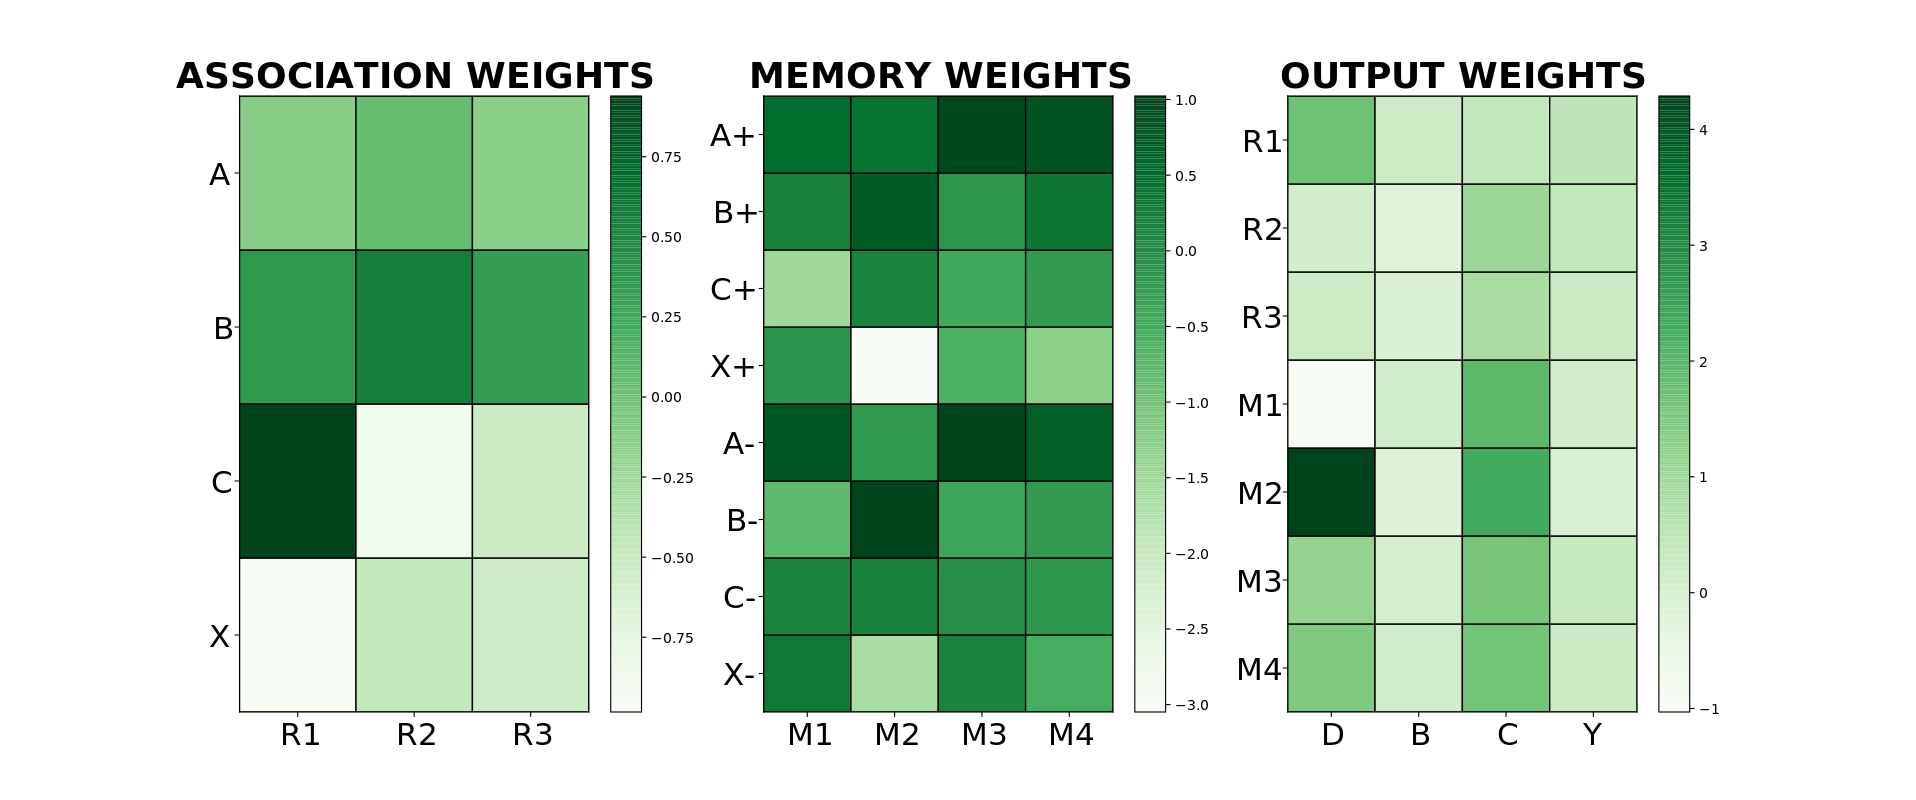 ASSOCIATION WEIGHTS
A
B
C
X
R1 R2 R3
0.75
0.50
0.25
0.00
−0.25
−0.50
−0.75
MEMORY WEIGHTS
A+
B+
C+
X+
A-
B-
C-
X-
M1 M2 M3 M4
1.0
0.5
0.0
−0.5
−1.0
−1.5
−2.0
−2.5
−3.0
OUTPUT WEIGHTS
R1
R2
R3
M1
M2
M3
M4
D B C Y
4
3
2
1
0
−1